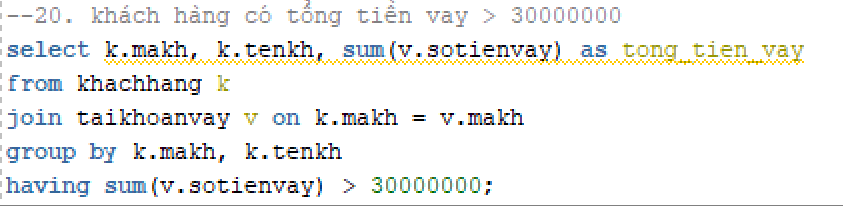 --20. khách hàng có tổng tiền vay > 30000000
select k.makh, k.tenkh, sum(v.sotienvay) as tong_tien_vay
from khachhang k
join taikhoanvay v on k.makh = v.makh
group by k.makh, k.tenkh
having sum(v.sotienvay) > 30000000;